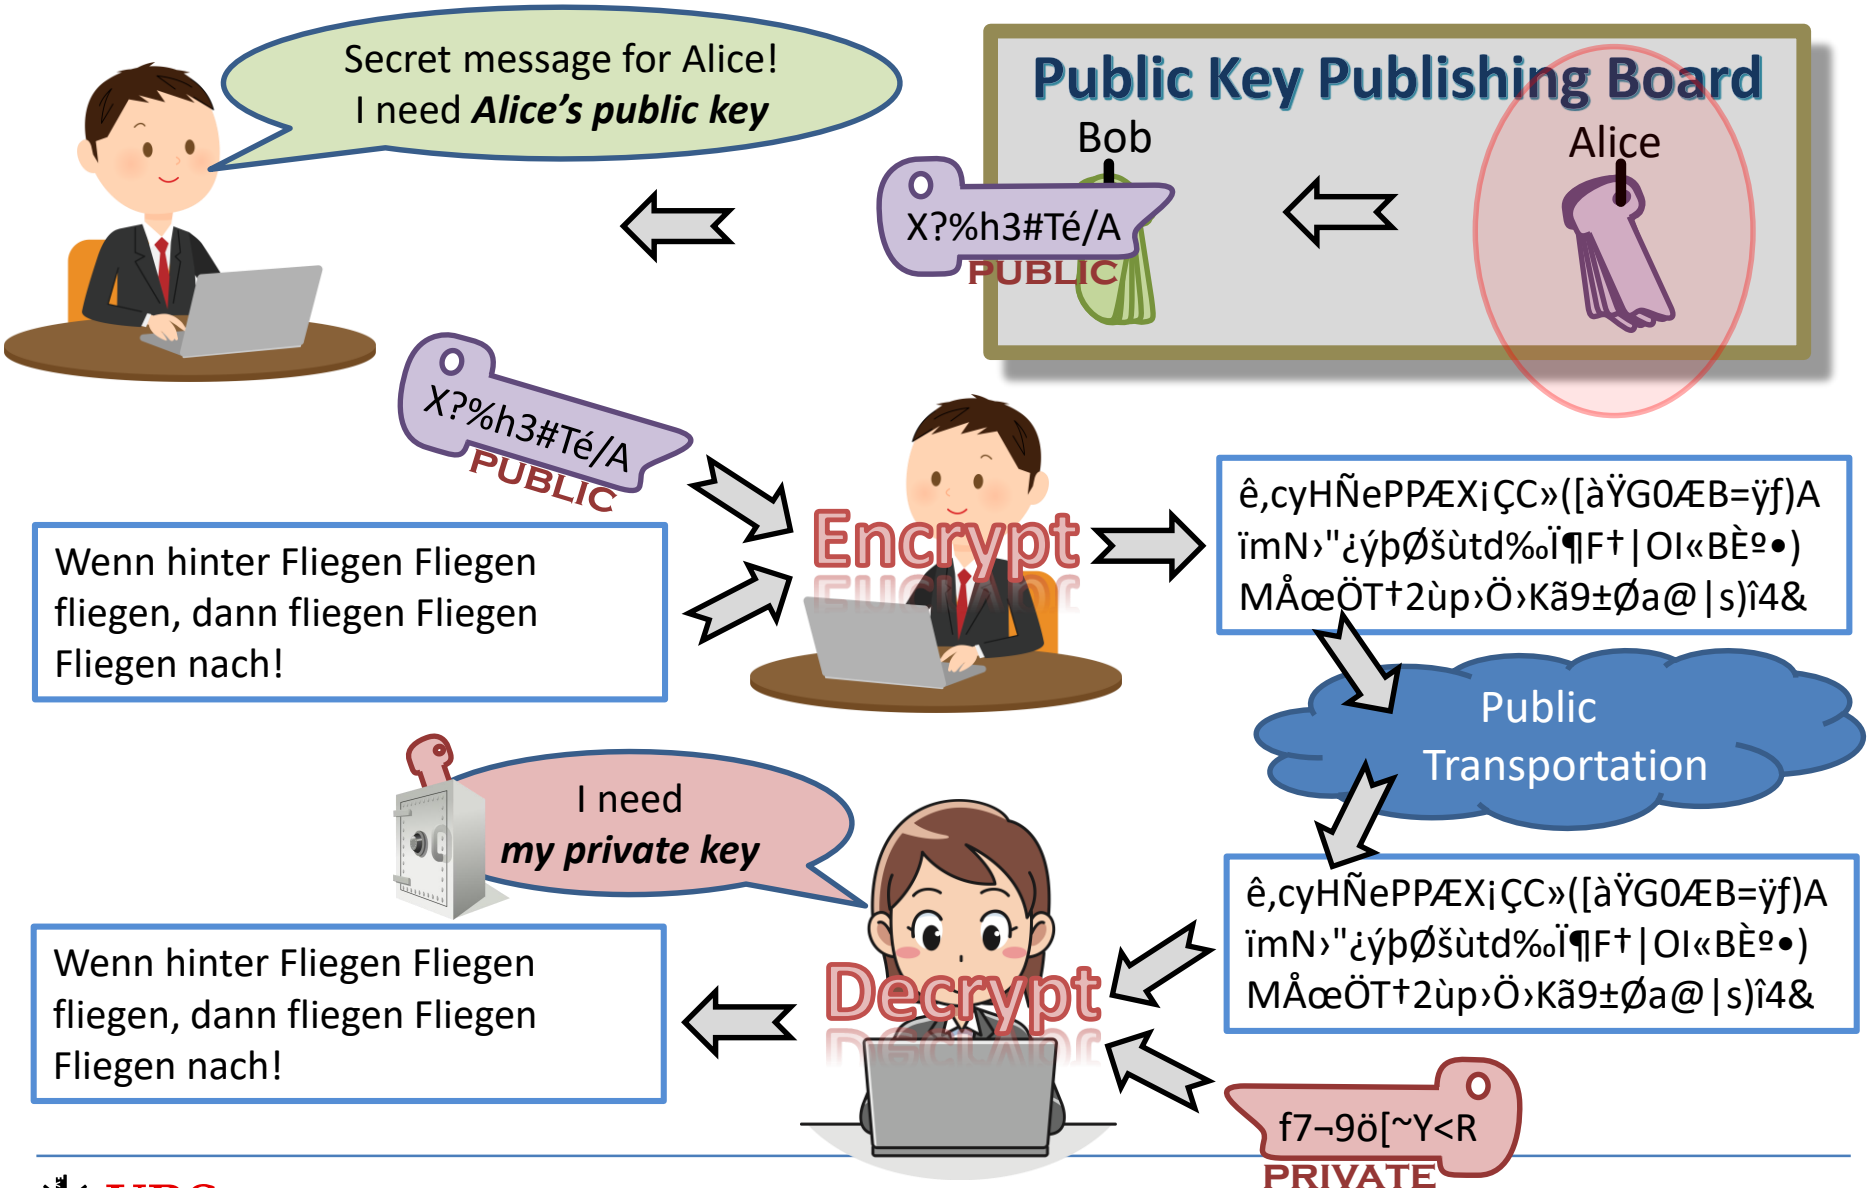 Secret message for Alice!
I need Alice's public key
Public Key Publishing Board
Bob
Alice
X?%h3#Té/A
PUBLIC
X?%h3#Té/A
PUBLIC
Wenn hinter Fliegen Fliegen
fliegen, dann fliegen Fliegen
Fliegen nach!
Encrypt
ê,cyHÑePPÆX¡ÇC»([àŸG0ÆB=ÿƒ)A
ïmN›"¿ýþØšùtd‰Ï¶F†|OI«BÈº•)
MÅœÖT†2ùp›Ö›Kã9±Øa@|s)î4&
Public
Transportation
I need
my private key
ê,cyHÑePPÆX¡ÇC»([àŸG0ÆB=ÿƒ)A
ïmN›"¿ýþØšùtd‰Ï¶F†|OI«BÈº•)
MÅœÖT†2ùp›Ö›Kã9±Øa@|s)î4&
Decrypt
Wenn hinter Fliegen Fliegen
fliegen, dann fliegen Fliegen
Fliegen nach!
f7¬9ö[~Y<R
PRIVATE